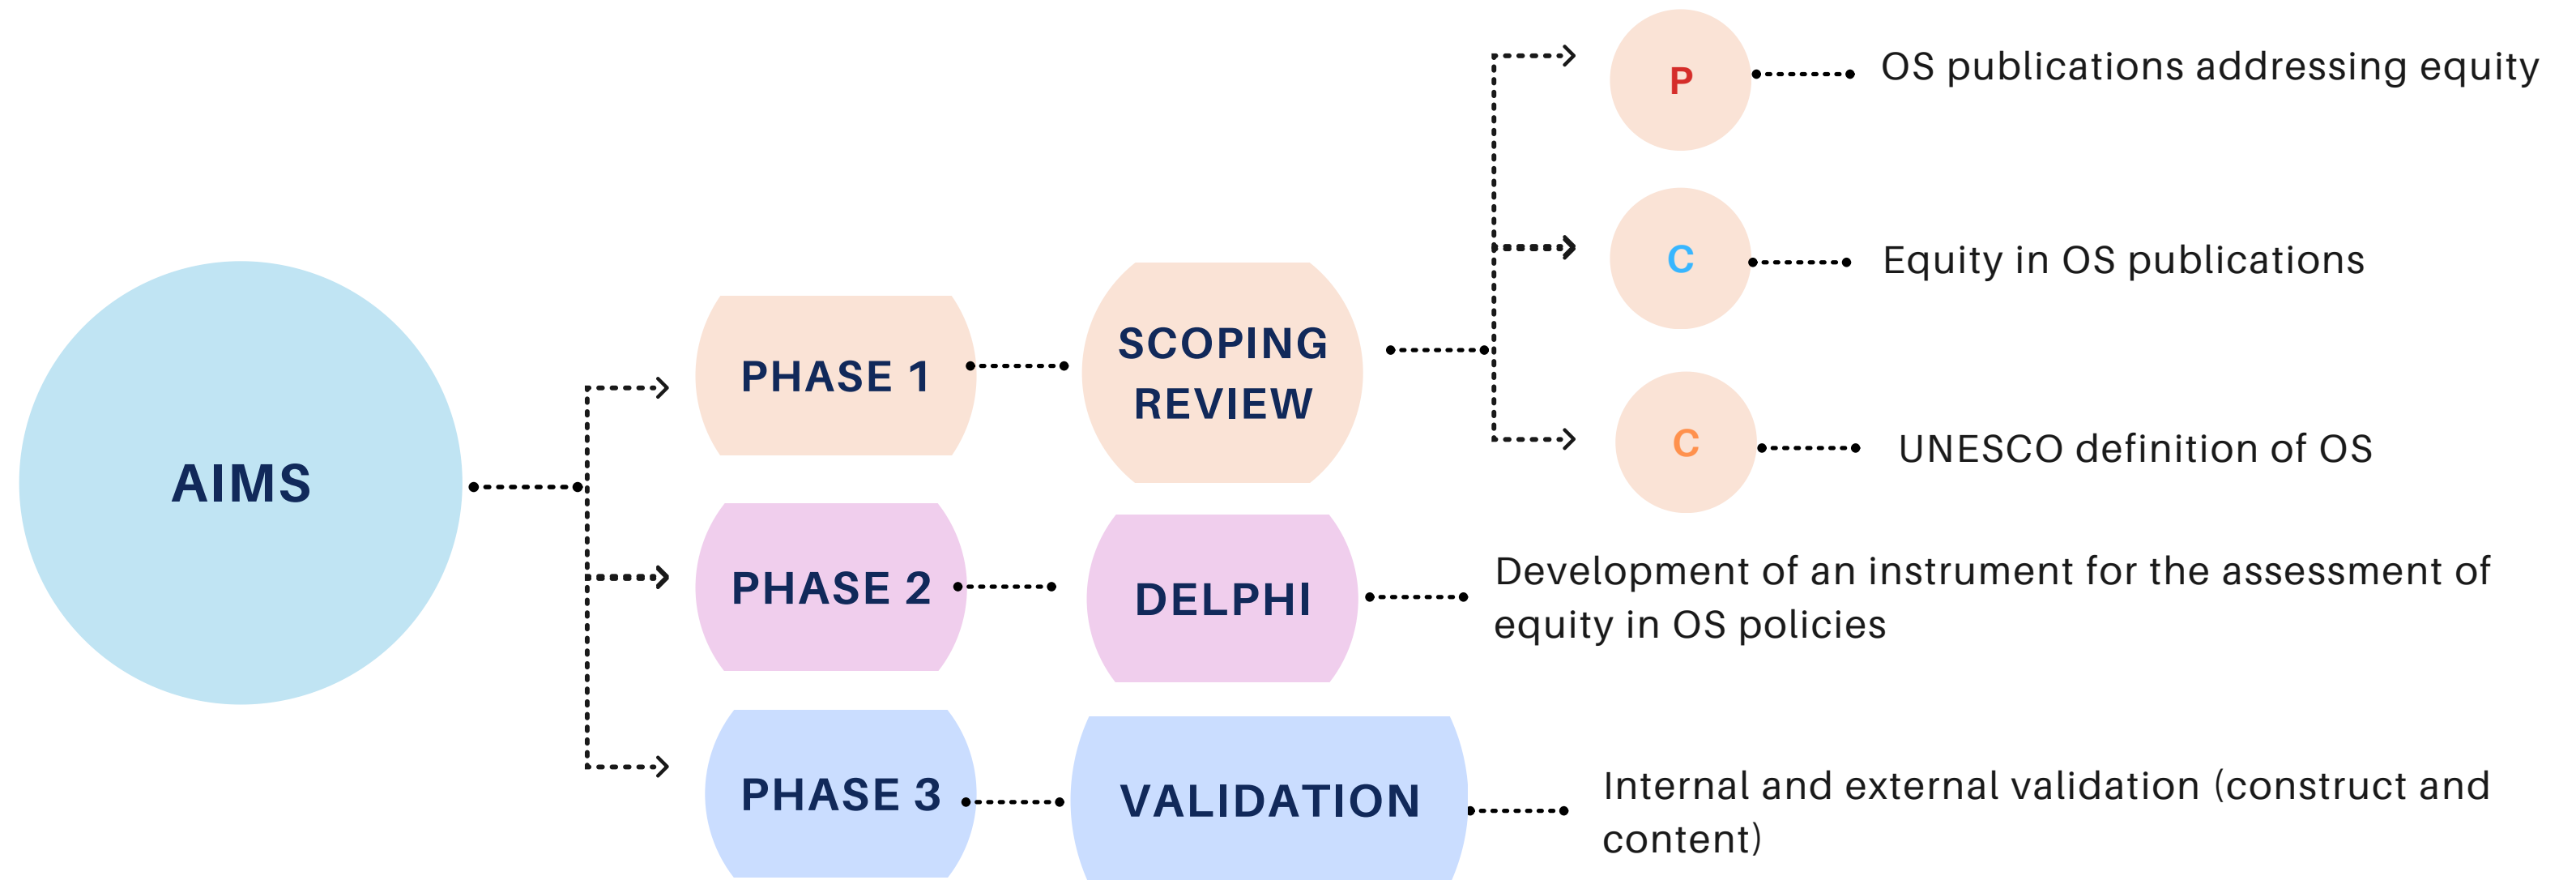 AIMS
PHASE 1
SCOPING
REVIEW
P
OS publications addressing equity
C
Equity in OS publications
C
UNESCO definition of OS
PHASE 2
DELPHI
Development of an instrument for the assessment of
equity in OS policies
PHASE 3
VALIDATION
Internal and external validation (construct and
content)